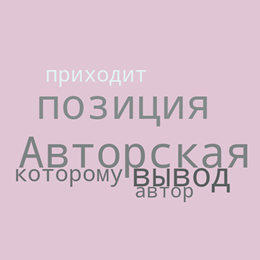 приходит
позиция
Авторская
которому вывод
автор